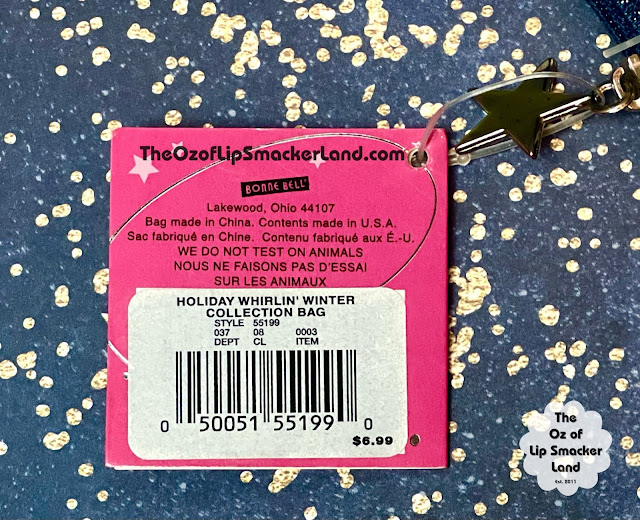 TheOzofLipSmackerLand.com
BONNE BELL®
Lakewood, Ohio 44107
Bag made in China. Contents made in U.S.A.
Sac fabriqué en Chine. Contenu fabriqué aux É.-U.
WE DO NOT TEST ON ANIMALS
NOUS NE FAISONS PAS D'ESSAI
SUR LES ANIMAUX
HOLIDAY WHIRLIN' WINTER
COLLECTION BAG
STYLE 55199
037 08 0003
DEPT CL ITEM
0 50051 55199 0
$6.99
The
Oz of
Lip Smacker
Land
Est. 2011